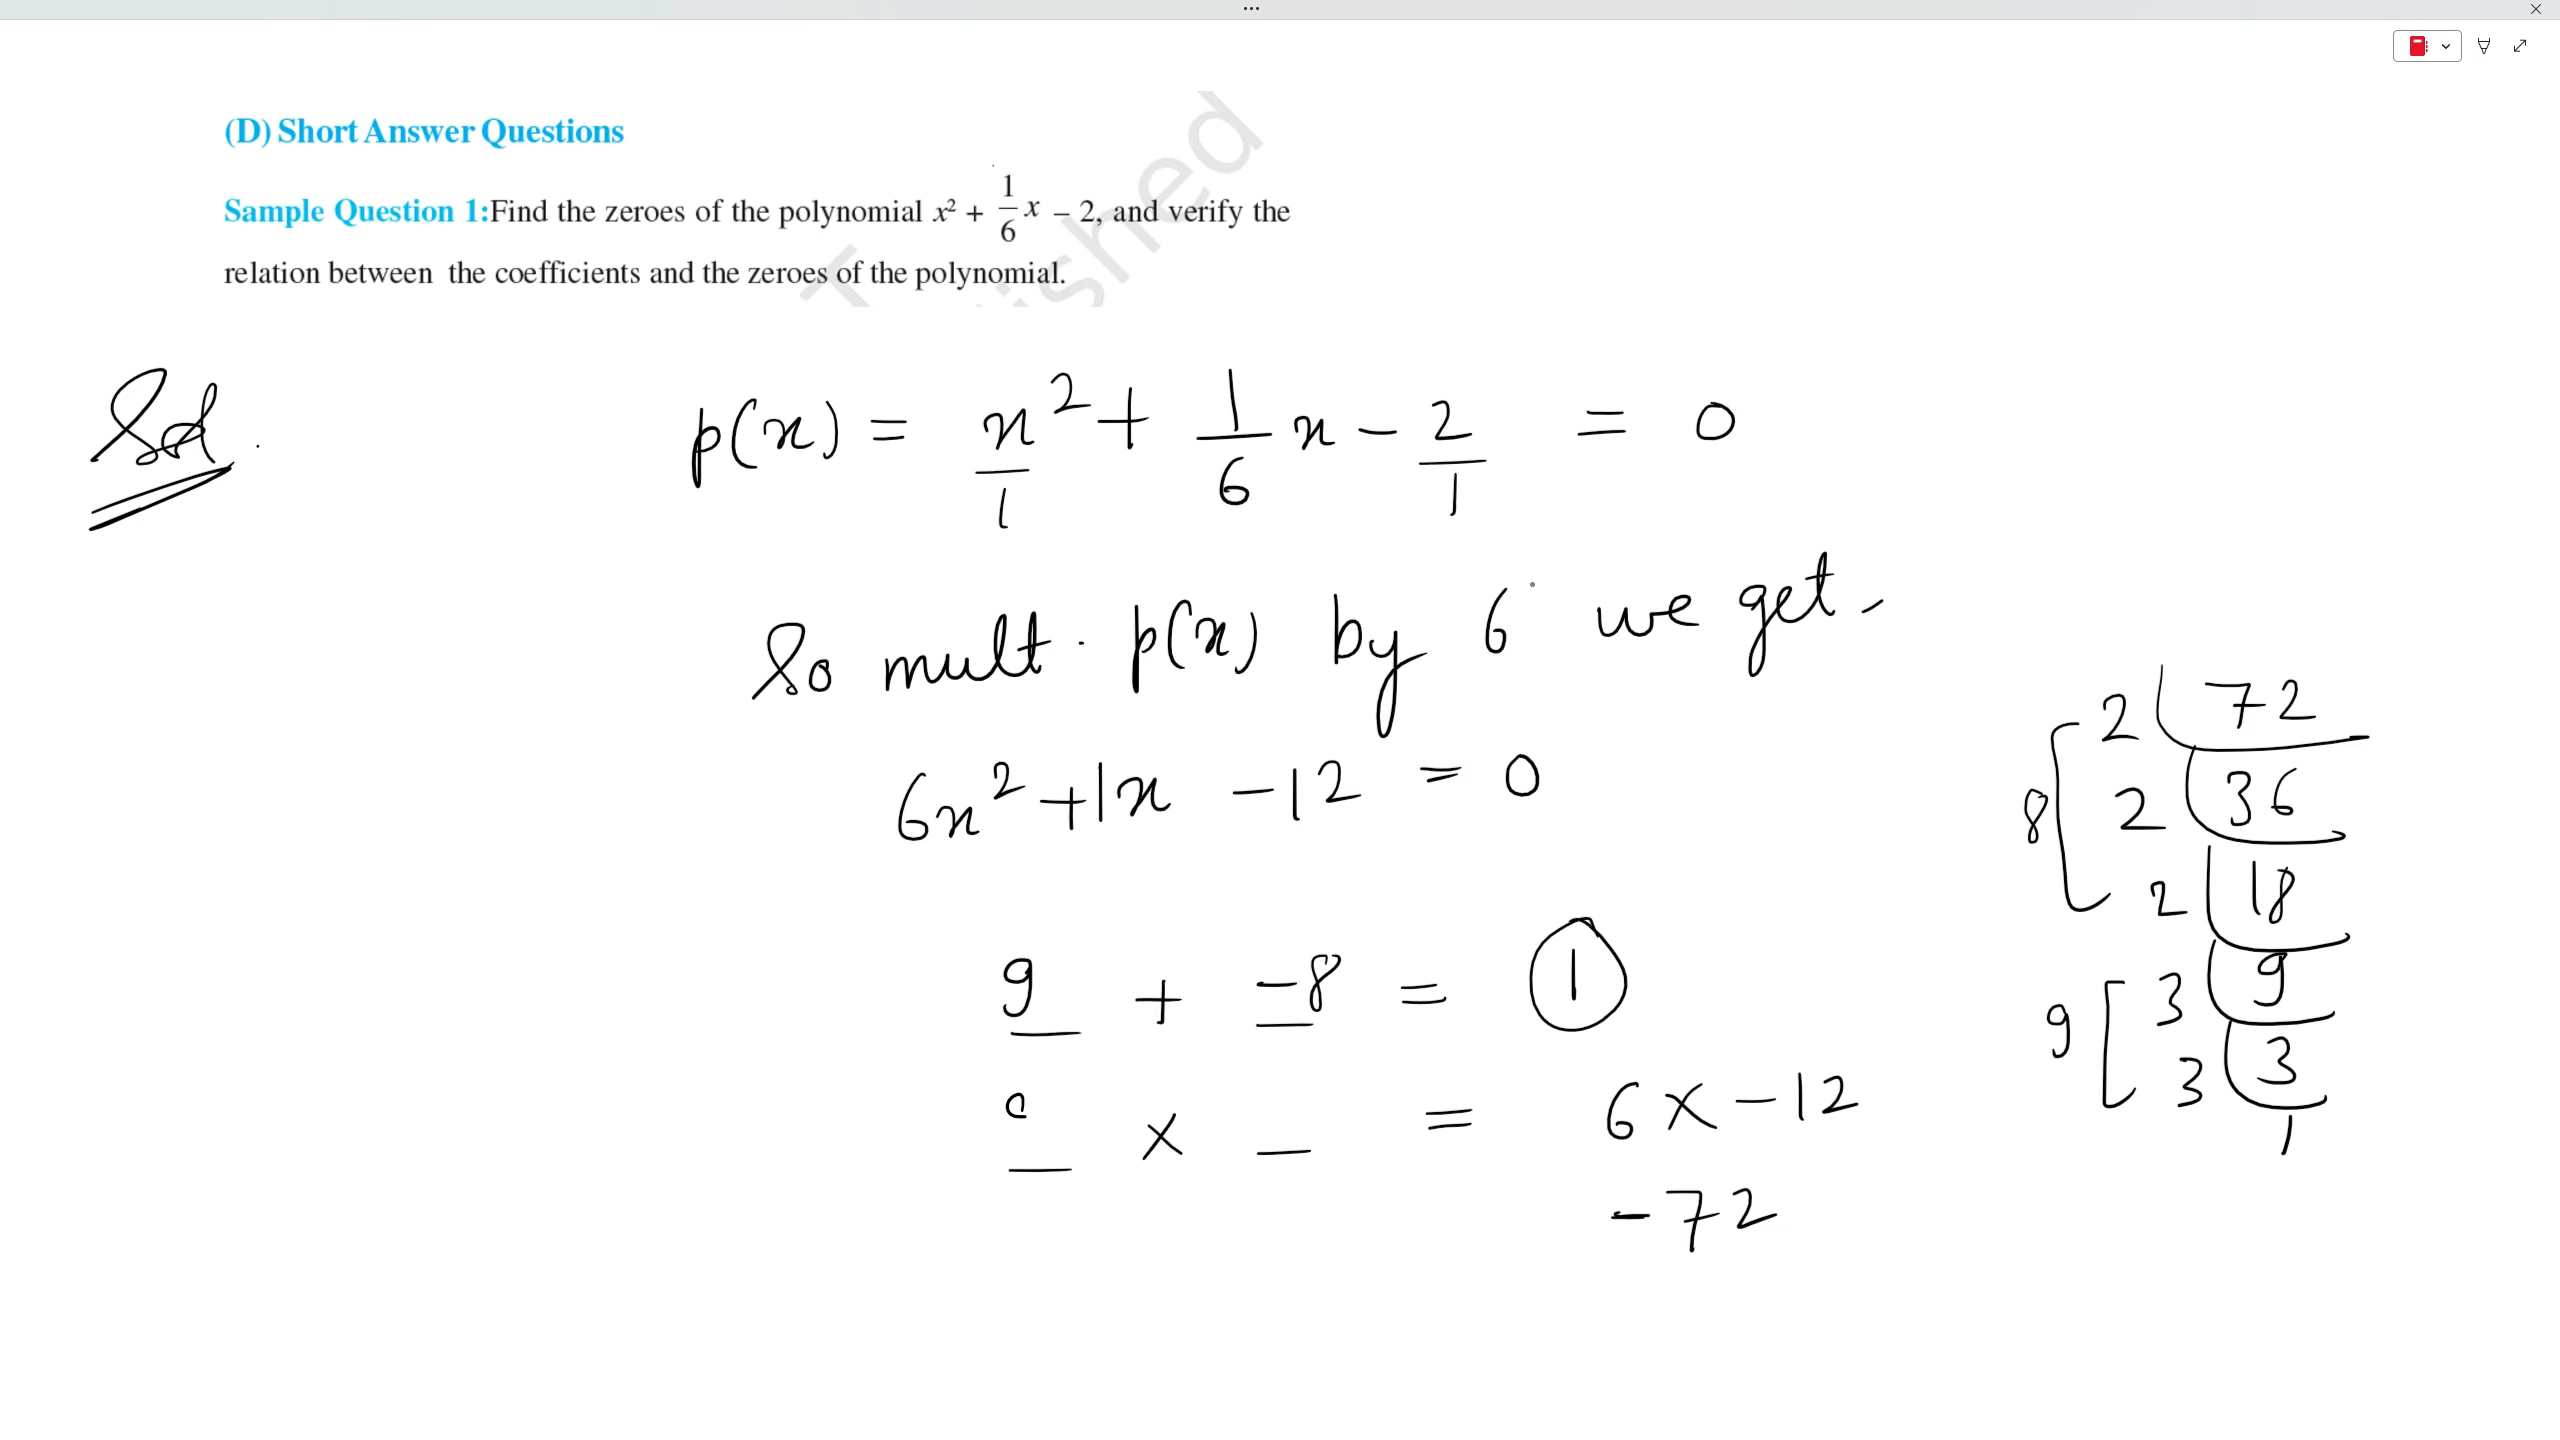 (D) Short Answer Questions
Sample Question 1:Find the zeroes of the polynomial x² + 1/6 x – 2, and verify the
relation between the coefficients and the zeroes of the polynomial.
Sol.
p(x) = x²/1 + 1/6 x - 2/1 = 0
So mult. p(x) by 6 we get -
6x² +1x -12 = 0
9 + -8 = 1
_ x _ = 6 x -12
-72
2 72
8 2 36
2 18
9 3 9
3 3
1